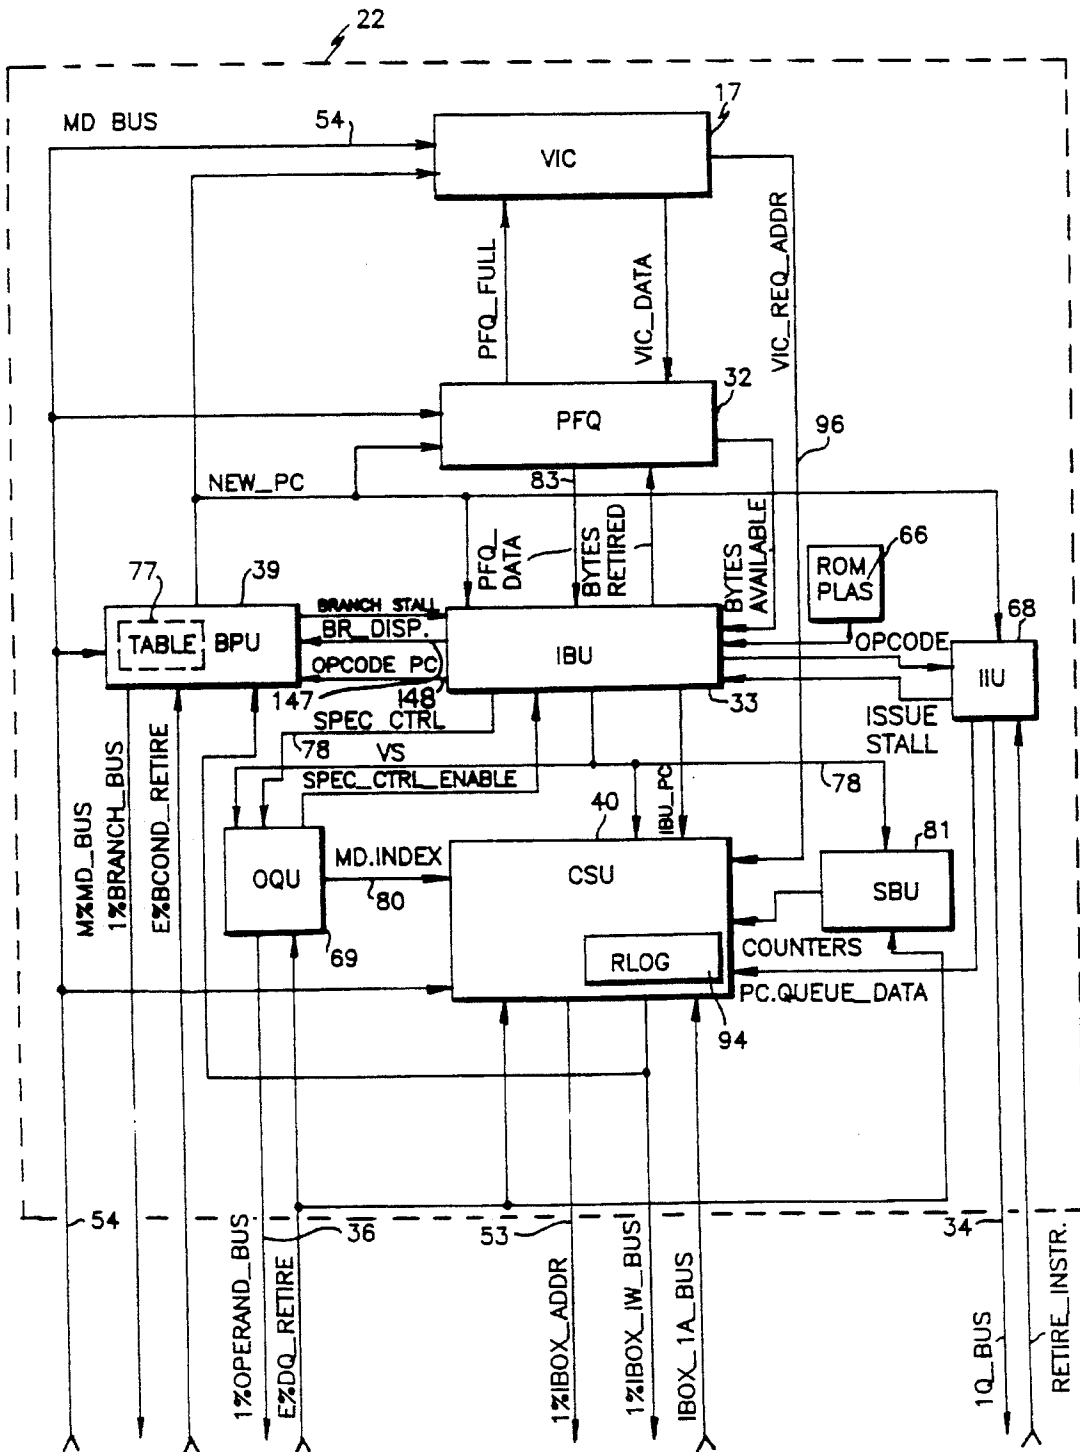 22
MD BUS
54
17
VIC
PFQ_FULL
VIC_DATA
VIC_REQ_ADDR
32
PFQ
96
NEW_PC
83
PFQ_
DATA
BYTES
RETIRED
BYTES
AVAILABLE
ROM
PLAS
66
77
39
TABLE
BPU
BRANCH STALL
BR_DISP.
OPCODE PC
147
148
IBU
33
OPCODE
68
IIU
ISSUE
STALL
SPEC_CTRL
78
VS
SPEC_CTRL_ENABLE
IBU_PC
78
M%MD_BUS
1%BRANCH_BUS
E%BCOND_RETIRE
OQU
69
MD.INDEX
80
40
CSU
RLOG
94
81
SBU
COUNTERS
PC.QUEUE_DATA
54
36
53
34
1%OPERAND_BUS
E%DQ_RETIRE
1%IBOX_ADDR
1%IBOX_IW_BUS
IBOX_1A_BUS
1Q_BUS
RETIRE_INSTR.